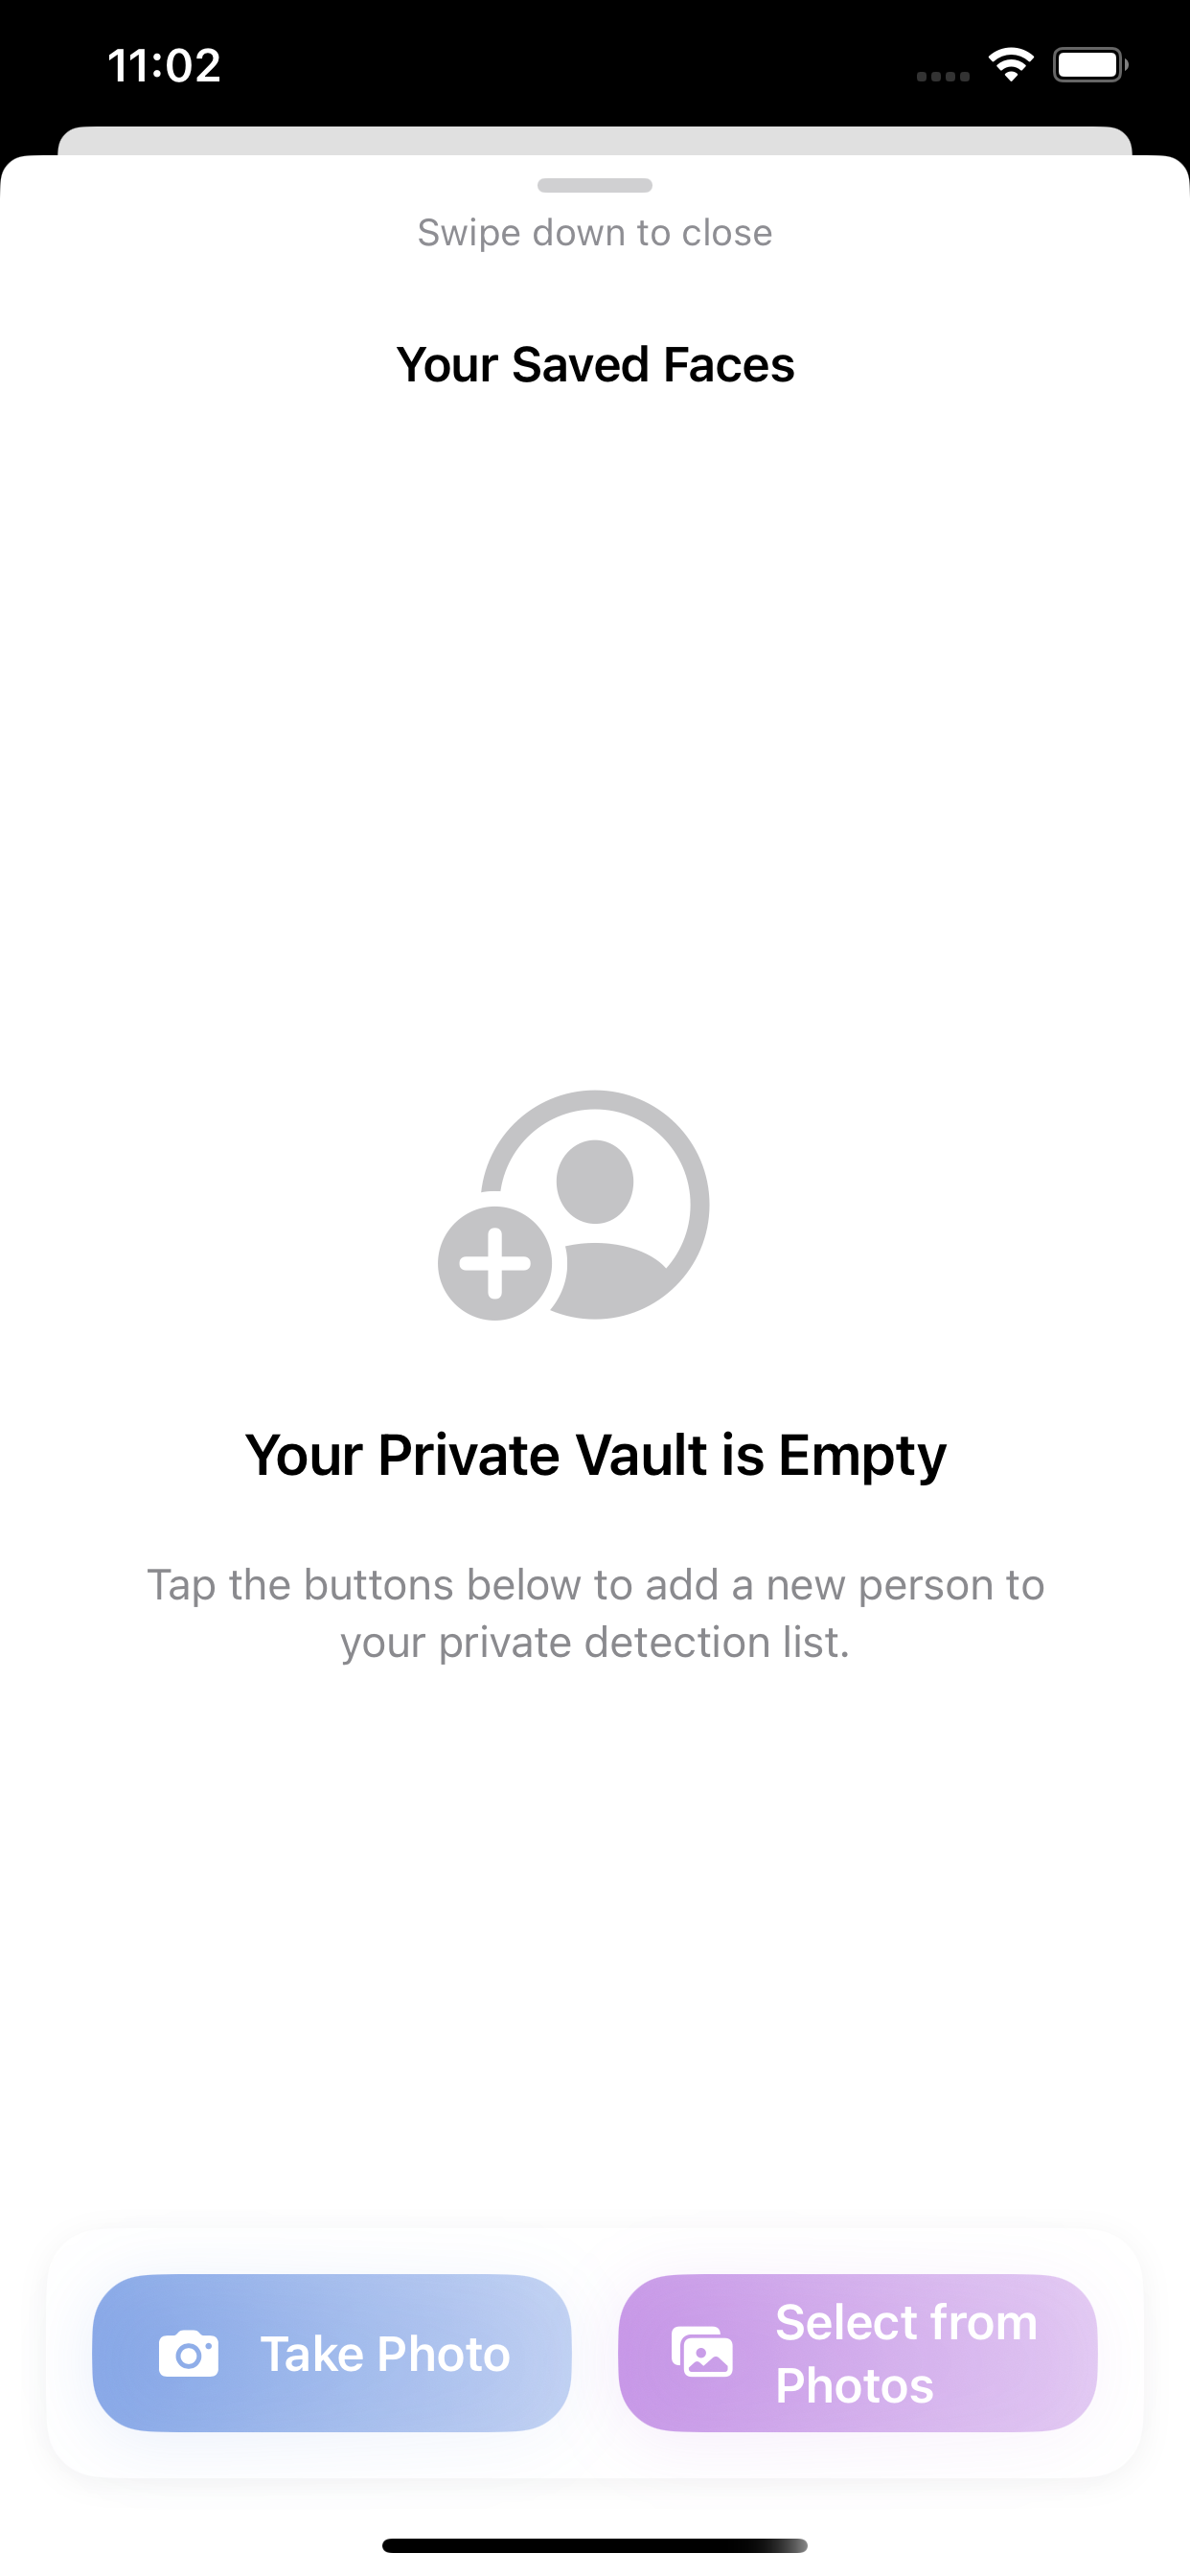 11:02
Swipe down to close
Your Saved Faces
Your Private Vault is Empty
Tap the buttons below to add a new person to
your private detection list.
Take Photo
Select from
Photos